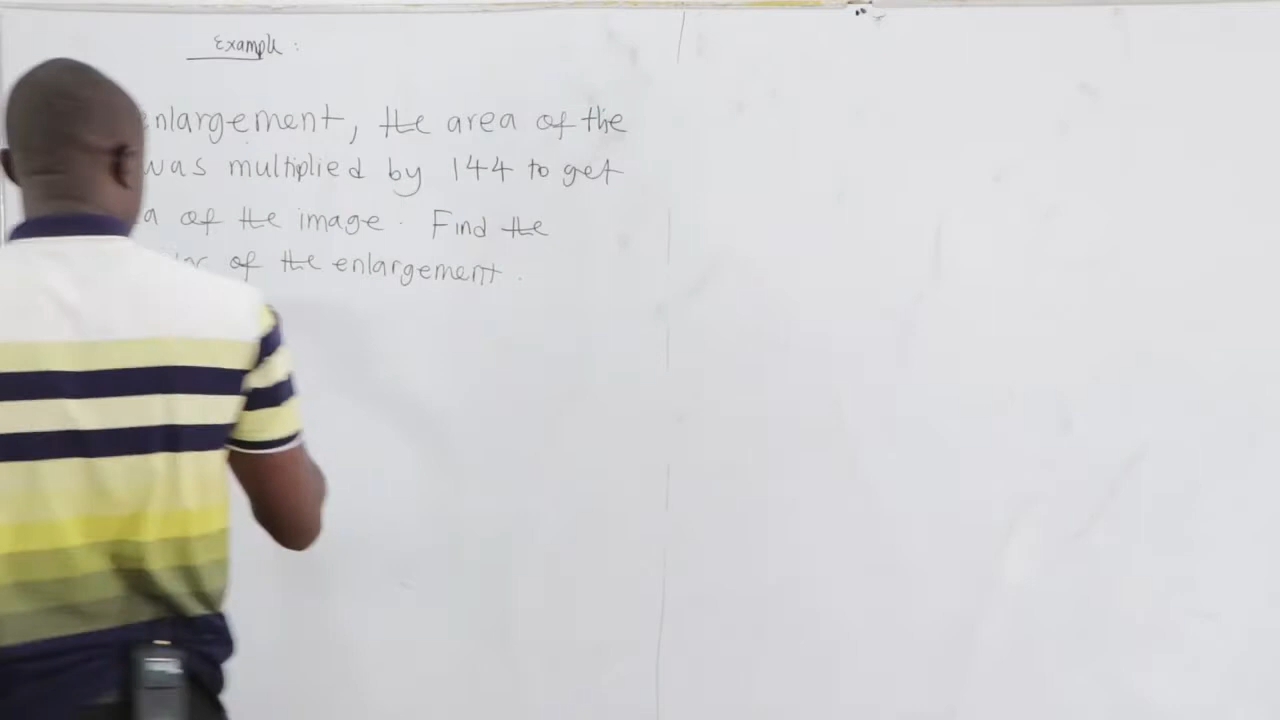 Example :
enlargement, the area of the
was multiplied by 144 to get
of the image. Find the
of the enlargement.